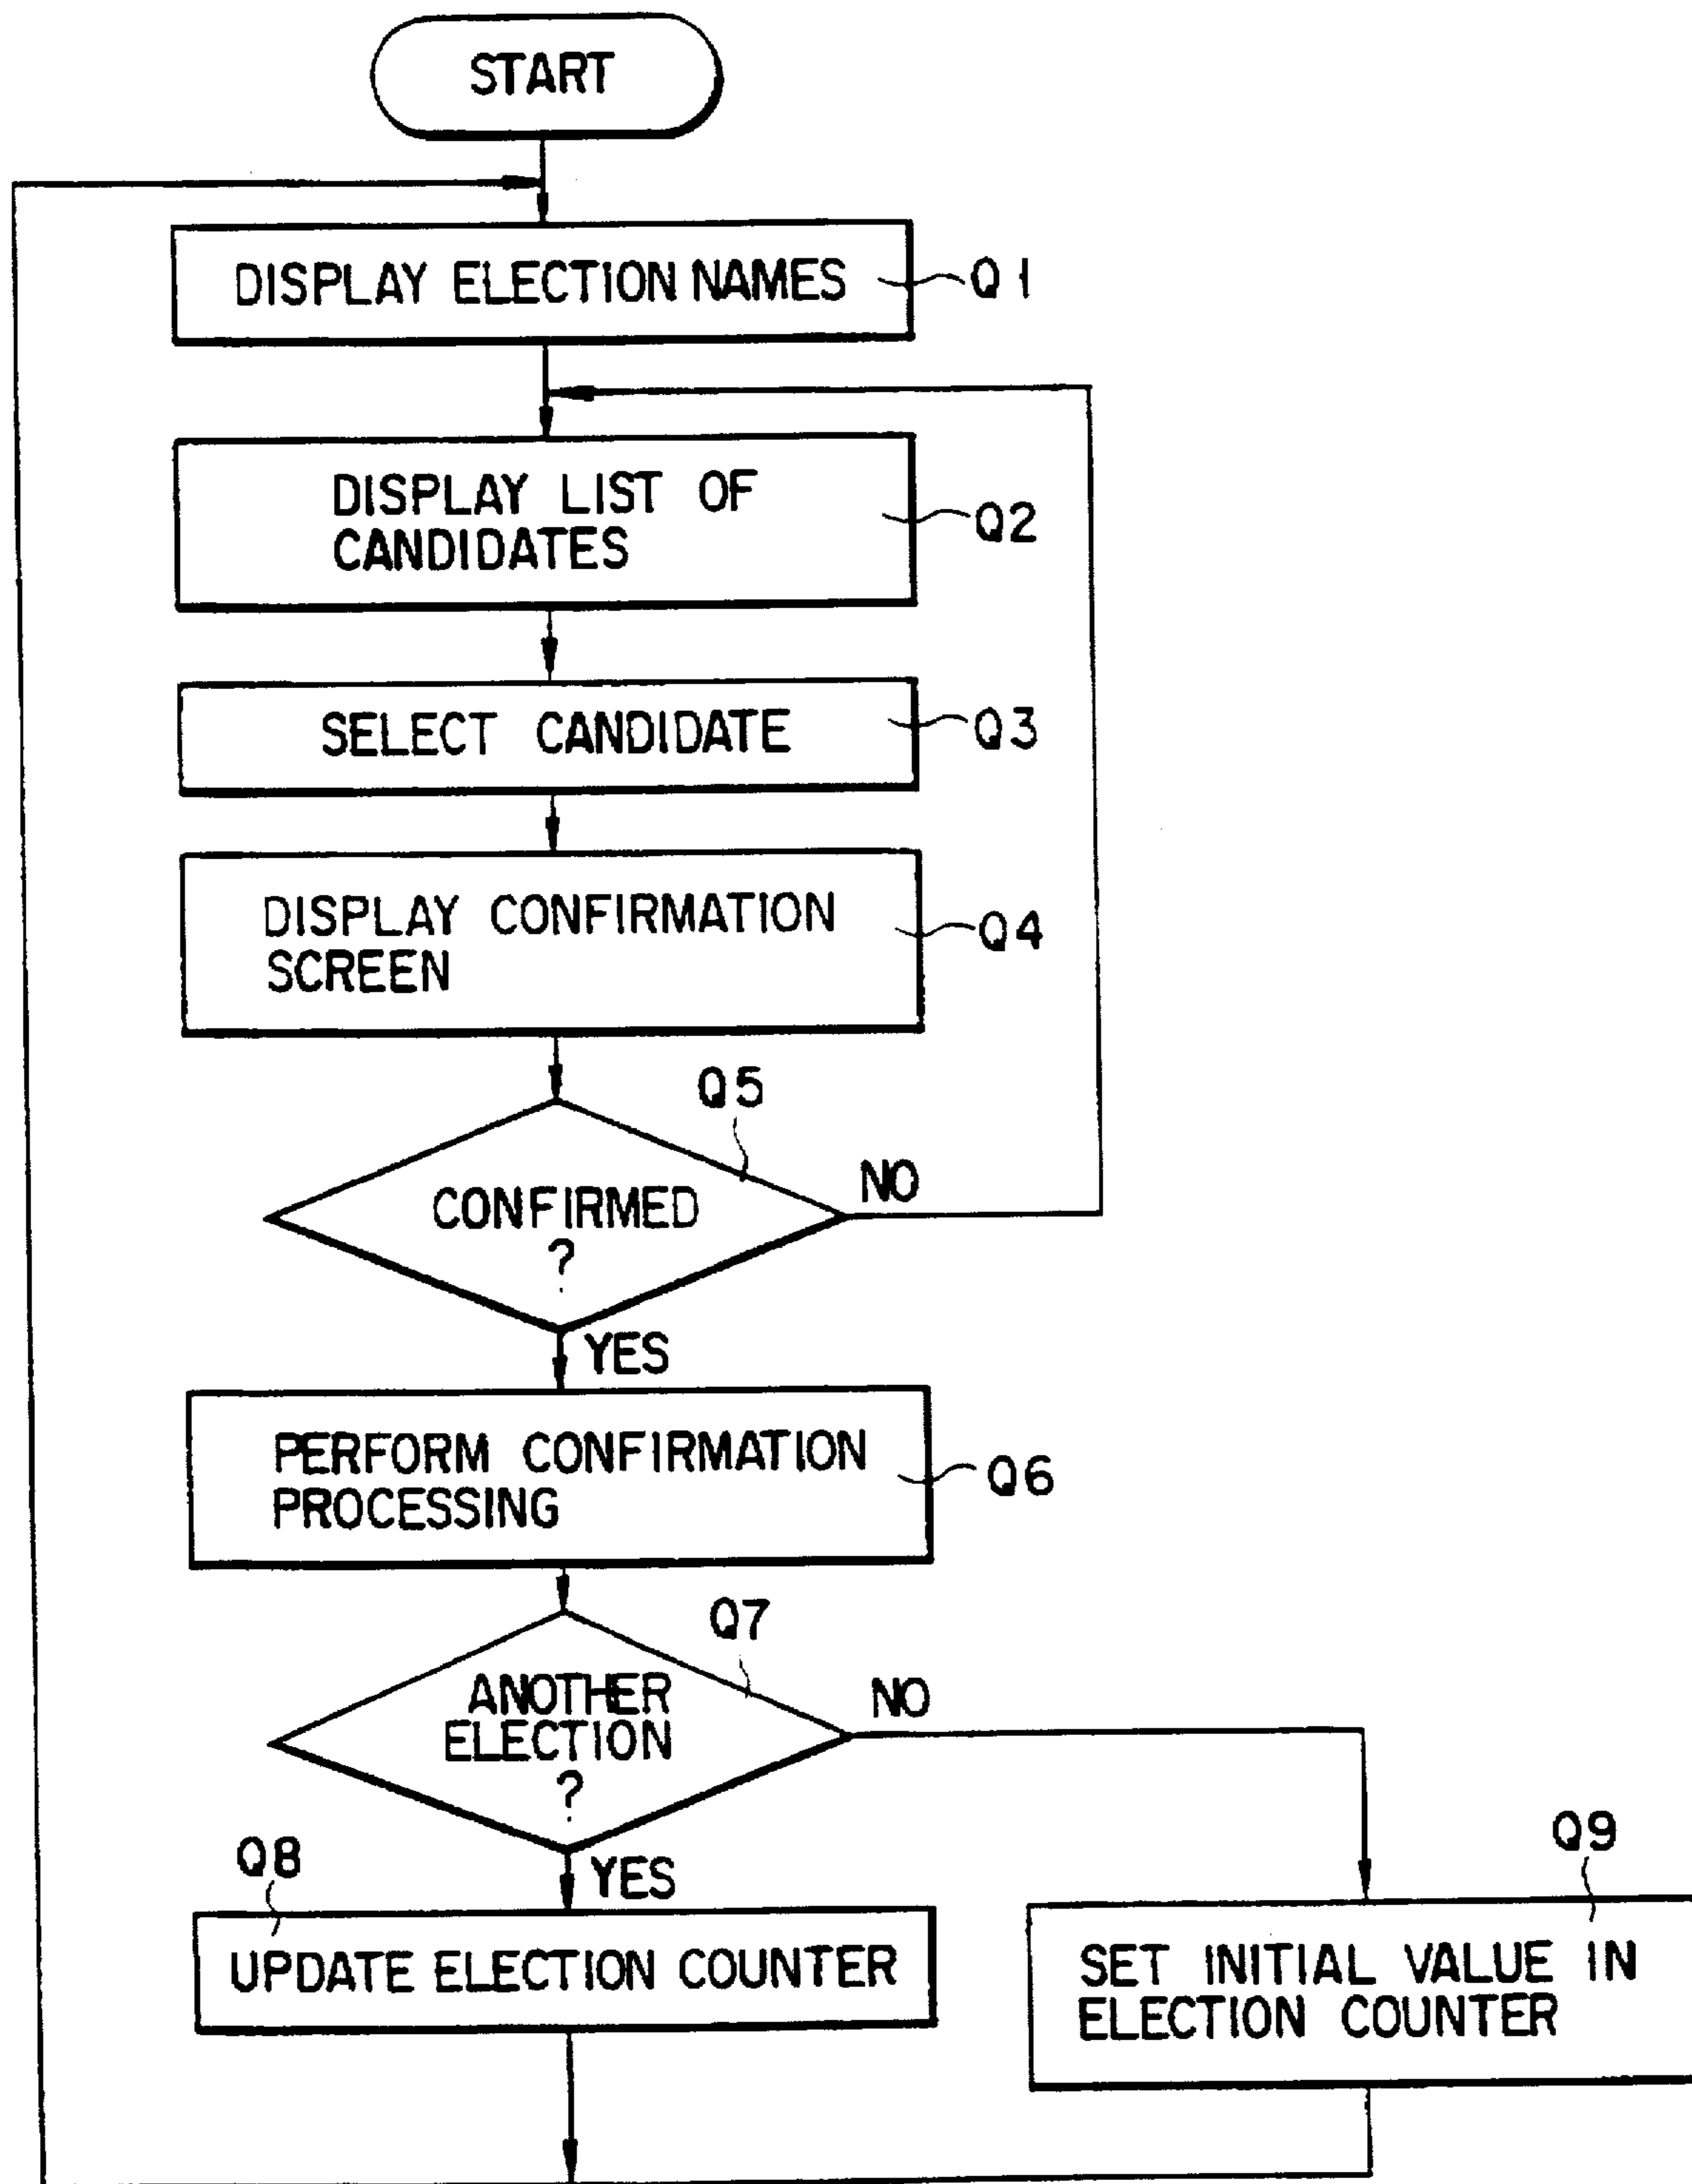 START
DISPLAY ELECTION NAMES
Q1
DISPLAY LIST OF
CANDIDATES
Q2
SELECT CANDIDATE
Q3
DISPLAY CONFIRMATION
SCREEN
Q4
Q5
CONFIRMED
?
NO
YES
PERFORM CONFIRMATION
PROCESSING
Q6
Q7
ANOTHER
ELECTION
?
NO
YES
Q8
UPDATE ELECTION COUNTER
Q9
SET INITIAL VALUE IN
ELECTION COUNTER